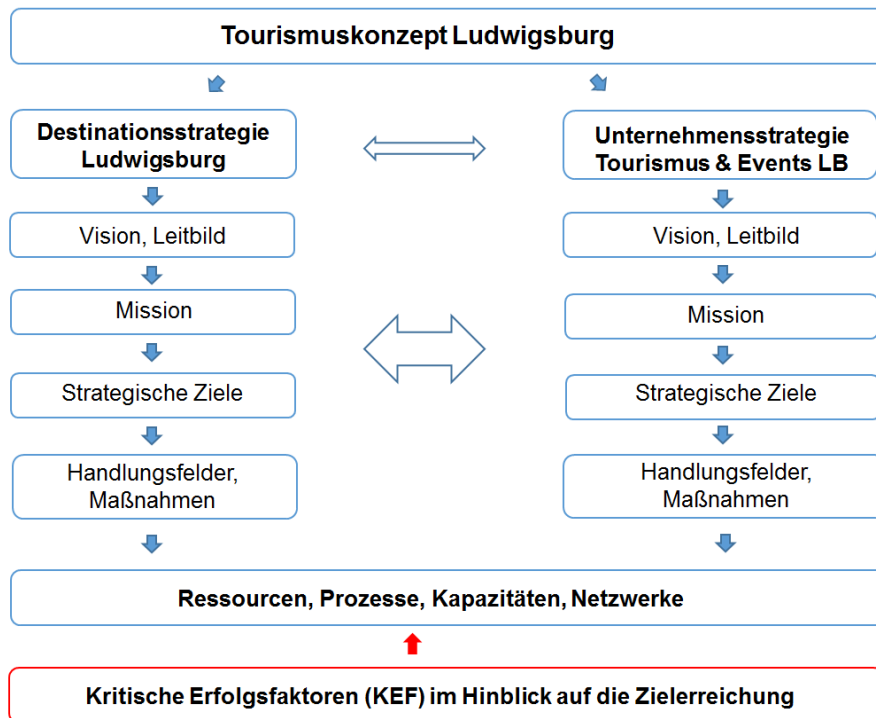 Tourismuskonzept Ludwigsburg
Destinationsstrategie
Ludwigsburg
Unternehmensstrategie
Tourismus & Events LB
Vision, Leitbild
Vision, Leitbild
Mission
Mission
Strategische Ziele
Strategische Ziele
Handlungsfelder,
Maßnahmen
Handlungsfelder,
Maßnahmen
Ressourcen, Prozesse, Kapazitäten, Netzwerke
Kritische Erfolgsfaktoren (KEF) im Hinblick auf die Zielerreichung